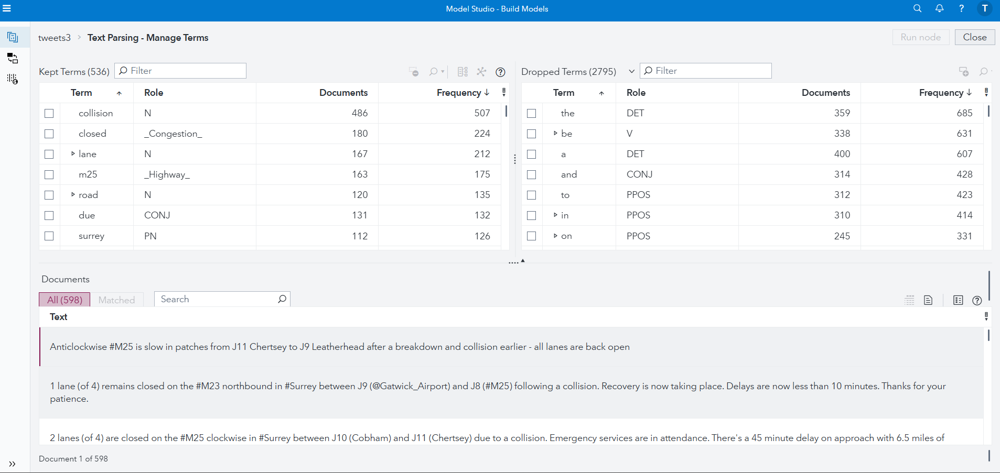 Model Studio - Build Models
?
T
tweets3 > Text Parsing - Manage Terms
Run node
Close
Kept Terms (536)
Filter
Dropped Terms (2795)
Filter
Term Role Documents Frequency
collision N 486 507
closed _Congestion_ 180 224
lane N 167 212
m25 _Highway_ 163 175
road N 120 135
due CONJ 131 132
surrey PN 112 126
Term Role Documents Frequency
the DET 359 685
be V 338 631
a DET 400 607
and CONJ 314 428
to PPOS 312 423
in PPOS 310 414
on PPOS 245 331
Documents
All (598)
Matched
Search
Text
Anticlockwise #M25 is slow in patches from J11 Chertsey to J9 Leatherhead after a breakdown and collision earlier - all lanes are back open
1 lane (of 4) remains closed on the #M23 northbound in #Surrey between J9 (@Gatwick_Airport) and J8 (#M25) following a collision. Recovery is now taking place. Delays are now less than 10 minutes. Thanks for your
patience.
2 lanes (of 4) are closed on the #M25 clockwise in #Surrey between J10 (Cobham) and J11 (Chertsey) due to a collision. Emergency services are in attendance. There's a 45 minute delay on approach with 6.5 miles of
Document 1 of 598